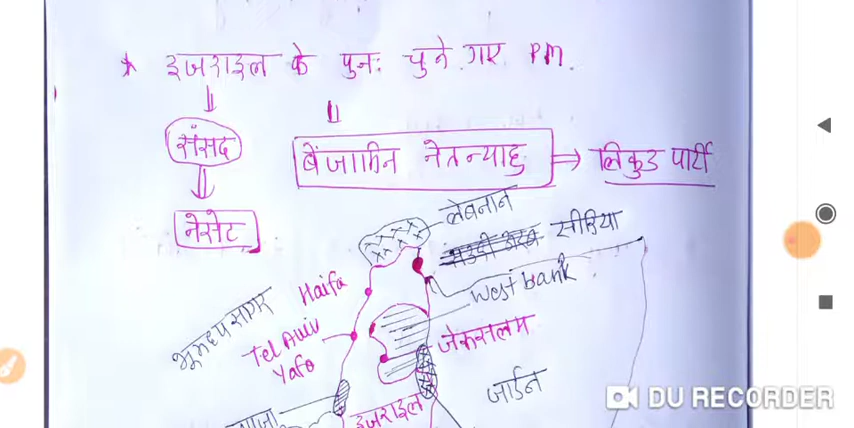 * इजराइल के पुनः चुने गए PM.
संसद
बेंजामिन नेतन्याहु ⇒ लिकुड पार्टी
नेसेट
लेबनान
सीरिया
West bank
Haifa
भूमध्य सागर
Tel Aviv
Yafo
जेरुसलम
जार्डन
गाजा
इजराइल
DU RECORDER